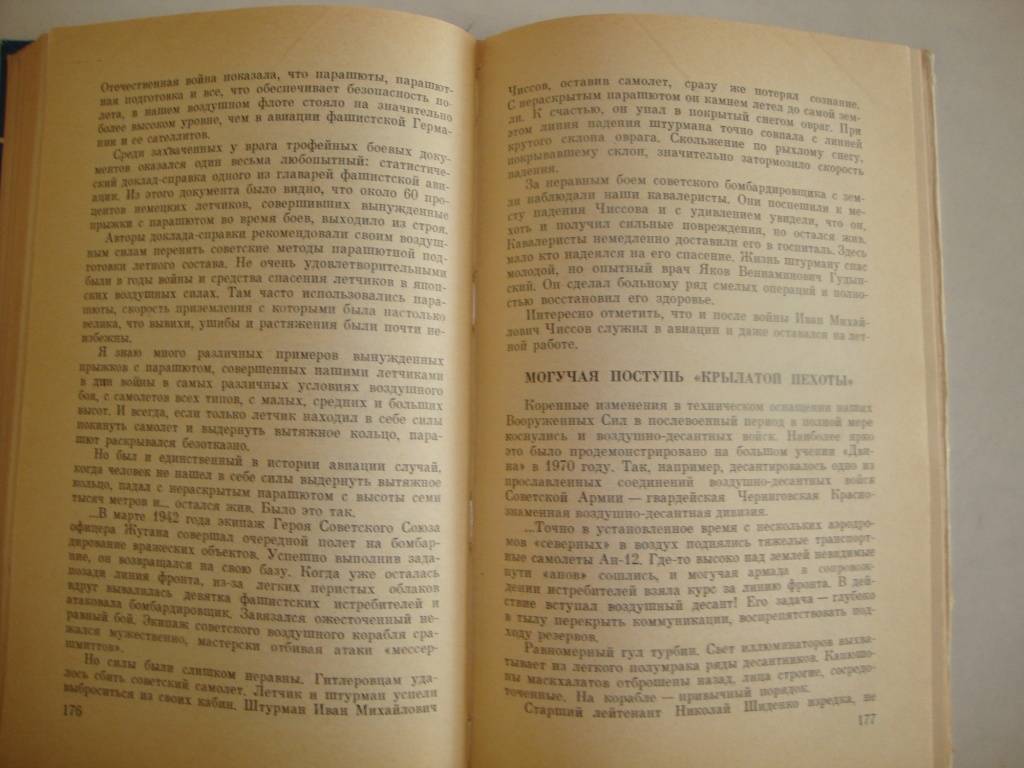 Отечественная война показала, что парашюты, парашют-
ная подготовка и все, что обеспечивает безопасность по-
лета, в нашем воздушном флоте стояло на значительно
более высоком уровне, чем в авиации фашистской Герма-
нии и ее сателлитов.
Среди захваченных у врага трофейных боевых доку-
ментов оказался один весьма любопытный: статистиче-
ский доклад-справка одного из главарей фашистской ави-
ации. Из этого документа было видно, что около 60 про-
центов немецких летчиков, совершивших вынужденные
прыжки с парашютом во время боев, выходило из строя.
Авторы доклада-справки рекомендовали своим воздуш-
ным силам перенять советские методы парашютной под-
готовки летного состава. Не очень удовлетворительными
были в годы войны и средства спасения летчиков в япон-
ских воздушных силах. Там часто использовались пара-
шюты, скорость приземления с которыми была настолько
велика, что вывихи, ушибы и растяжения были почти не-
избежны.
Я знаю много различных примеров вынужденных
прыжков с парашютом, совершенных нашими летчиками
в дни войны в самых различных условиях воздушного
боя, с самолетов всех типов, с малых, средних и больших
высот. И всегда, если только летчик находил в себе силы
покинуть самолет и выдернуть вытяжное кольцо, пара-
шют раскрывался безотказно.
Но был и единственный в истории авиации случай,
когда человек не нашел в себе силы выдернуть вытяжное
кольцо, падал с нераскрытым парашютом с высоты семи
тысяч метров и... остался жив. Было это так.
...В марте 1942 года экипаж Героя Советского Союза
офицера Жугана совершал очередной полет на бомбар-
дирование вражеских объектов. Успешно выполнив зада-
ние, он возвращался на свою базу. Когда уже осталась
позади линия фронта, из-за легких перистых облаков
вдруг вывалилась девятка фашистских истребителей и
атаковала бомбардировщик. Завязался ожесточенный не-
равный бой. Экипаж советского воздушного корабля сра-
жался мужественно, мастерски отбивая атаки «мессер-
шмиттов».
Но силы были слишком неравны. Гитлеровцам уда-
лось сбить советский самолет. Летчик и штурман успели
выброситься из своих кабин. Штурман Иван Михайлович
176
Чиссов, оставив самолет, сразу же потерял сознание.
С нераскрытым парашютом он камнем летел до самой зем-
ли. К счастью, он упал в покрытый снегом овраг. При
этом линия падения штурмана точно совпала с линией
крутого склона оврага. Скольжение по рыхлому снегу,
покрывавшему склон, значительно затормозило скорость
падения.
За неравным боем советского бомбардировщика с зем-
ли наблюдали наши кавалеристы. Они поспешили к ме-
сту падения Чиссова и с удивлением увидели, что он,
хоть и получил сильные повреждения, но остался жив.
Кавалеристы немедленно доставили его в госпиталь. Здесь
мало кто надеялся на его спасение. Жизнь штурману спас
молодой, но опытный врач Яков Вениаминович Гудын-
ский. Он сделал больному ряд смелых операций и полно-
стью восстановил его здоровье.
Интересно отметить, что и после войны Иван Михай-
лович Чиссов служил в авиации и даже оставался на лет-
ной работе.
МОГУЧАЯ ПОСТУПЬ «КРЫЛАТОЙ ПЕХОТЫ»
Коренные изменения в техническом оснащении наших
Вооруженных Сил в послевоенный период в полной мере
коснулись и воздушно-десантных войск. Наиболее ярко
это было продемонстрировано на большом учении «Дви-
на» в 1970 году. Так, например, десантировалось одно из
прославленных соединений воздушно-десантных войск
Советской Армии — гвардейская Черниговская Красно-
знаменная воздушно-десантная дивизия.
...Точно в установленное время с нескольких аэродро-
мов «северных» в воздух поднялись тяжелые транспорт-
ные самолеты Ан-12. Где-то высоко над землей невидимые
пути «анов» сошлись, и могучая армада в сопровож-
дении истребителей взяла курс за линию фронта. В дей-
ствие вступал воздушный десант! Его задача — глубоко
в тылу перекрыть коммуникации, воспрепятствовать под-
ходу резервов.
Равномерный гул турбин. Свет иллюминаторов выхва-
тывает из легкого полумрака ряды десантников. Капюшо-
ны масхалатов отброшены назад, лица строгие, сосредо-
точенные. На корабле — привычный порядок.
Старший лейтенант Николай Шиденко изредка, не
177